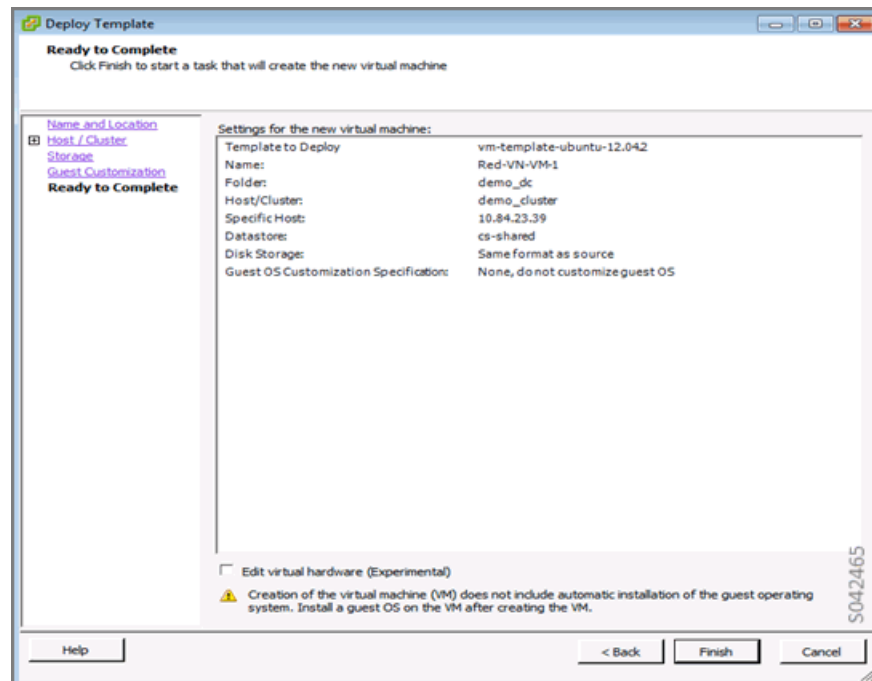 Deploy Template
Ready to Complete
Click Finish to start a task that will create the new virtual machine
Name and Location
Host / Cluster
Storage
Guest Customization
Ready to Complete
Settings for the new virtual machine:
Template to Deploy vm-template-ubuntu-12.04.2
Name: Red-VN-VM-1
Folder: demo_dc
Host/Cluster: demo_cluster
Specific Host: 10.84.23.39
Datastore: cs-shared
Disk Storage: Same format as source
Guest OS Customization Specification: None, do not customize guest OS
Edit virtual hardware (Experimental)
Creation of the virtual machine (VM) does not include automatic installation of the guest operating
system. Install a guest OS on the VM after creating the VM.
S042465
Help < Back Finish Cancel